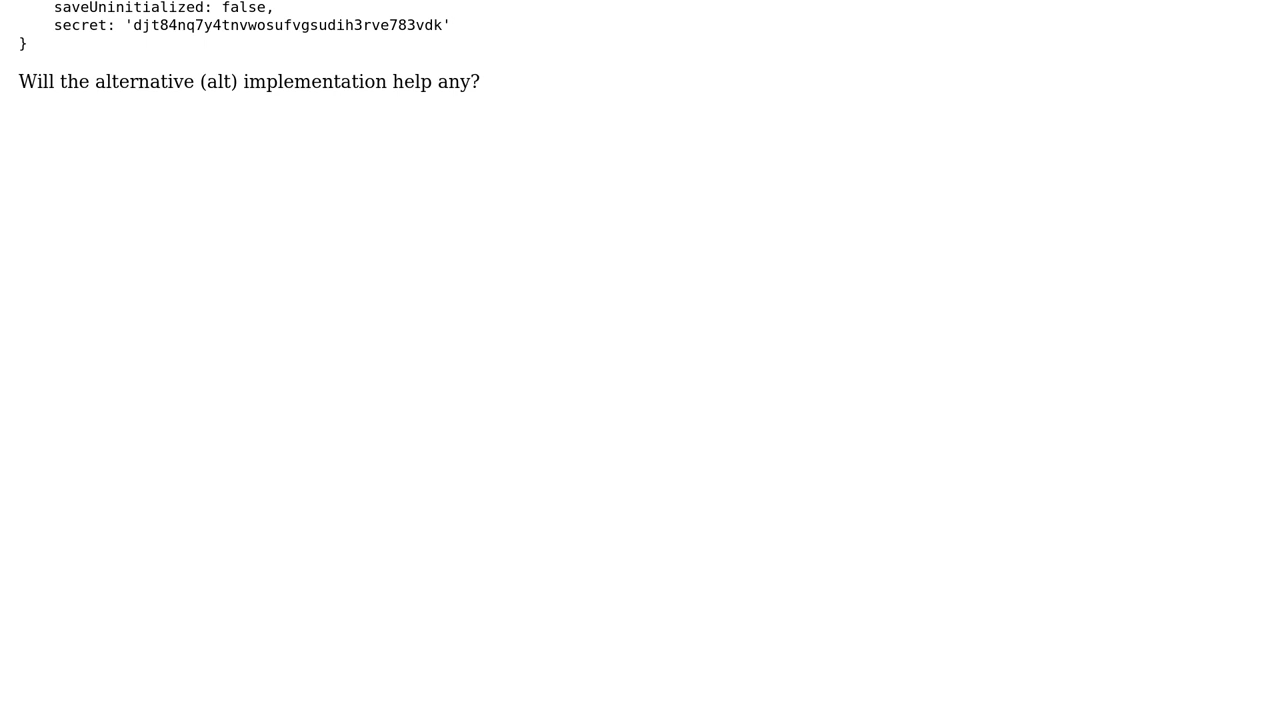 saveUninitialized: false,
secret: 'djt84nq7y4tnvwosufvgsudih3rve783vdk'
}
Will the alternative (alt) implementation help any?